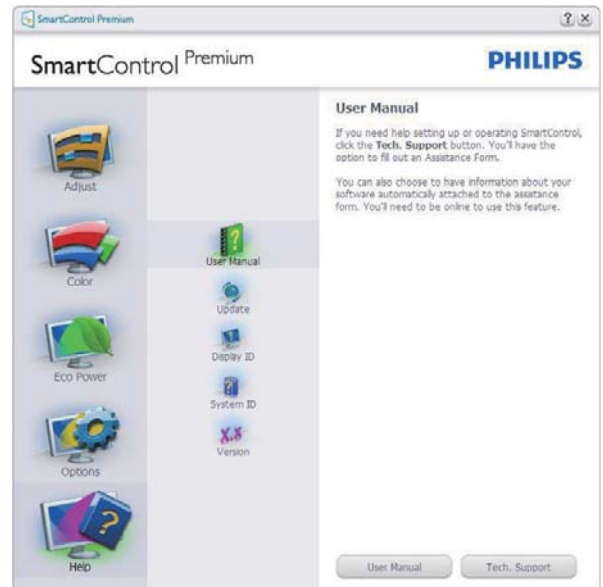 SmartControl Premium
SmartControl Premium
PHILIPS
Adjust
Color
Eco Power
Options
Help
User Manual
Update
Display ID
System ID
X.X
Version
User Manual
If you need help setting up or operating SmartControl,
click the Tech. Support button. You'll have the
option to fill out an Assistance Form.
You can also choose to have information about your
software automatically attached to the assistance
form. You'll need to be online to use this feature.
User Manual
Tech. Support